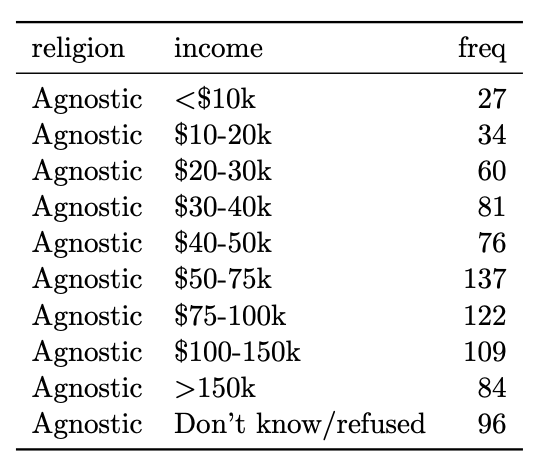 religion income freq
Agnostic <$10k 27
Agnostic $10-20k 34
Agnostic $20-30k 60
Agnostic $30-40k 81
Agnostic $40-50k 76
Agnostic $50-75k 137
Agnostic $75-100k 122
Agnostic $100-150k 109
Agnostic >150k 84
Agnostic Don't know/refused 96